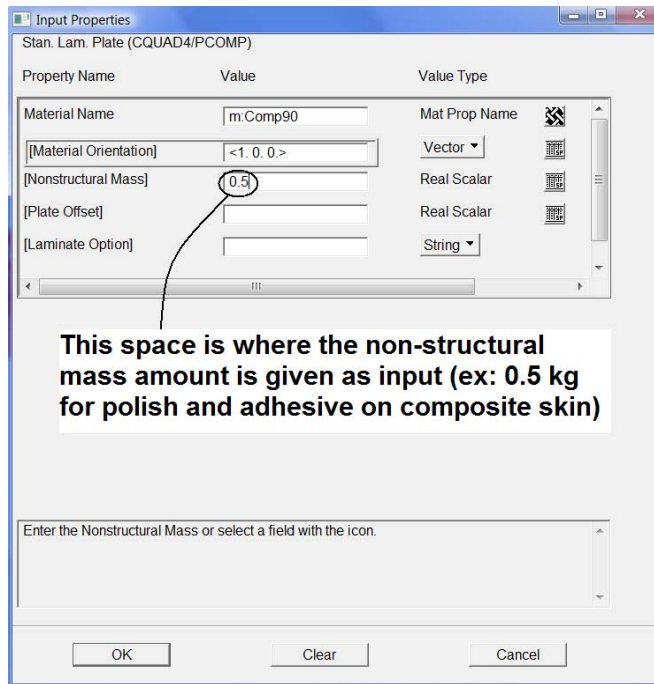 Input Properties
Stan. Lam. Plate (CQUAD4/PCOMP)
Property Name Value Value Type
Material Name m:Comp90 Mat Prop Name
[Material Orientation] <1. 0. 0.> Vector
[Nonstructural Mass] 0.5 Real Scalar
[Plate Offset] Real Scalar
[Laminate Option] String
This space is where the non-structural
mass amount is given as input (ex: 0.5 kg
for polish and adhesive on composite skin)
Enter the Nonstructural Mass or select a field with the icon.
OK Clear Cancel